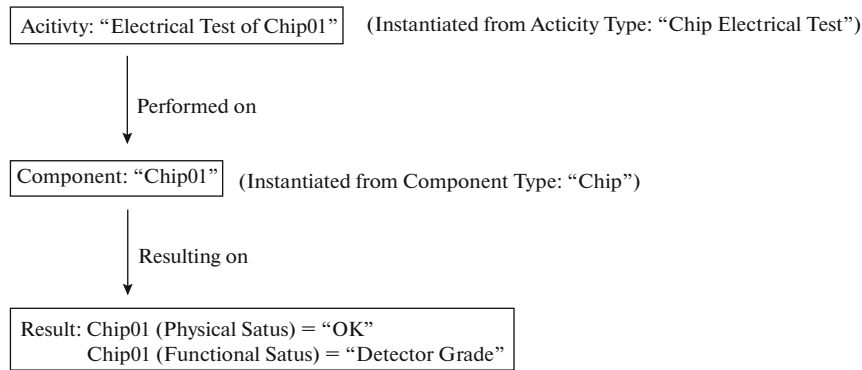 Acitivty: “Electrical Test of Chip01” (Instantiated from Acticity Type: “Chip Electrical Test”)
Performed on
Component: “Chip01” (Instantiated from Component Type: “Chip”)
Resulting on
Result: Chip01 (Physical Satus) = “OK”
Chip01 (Functional Satus) = “Detector Grade”